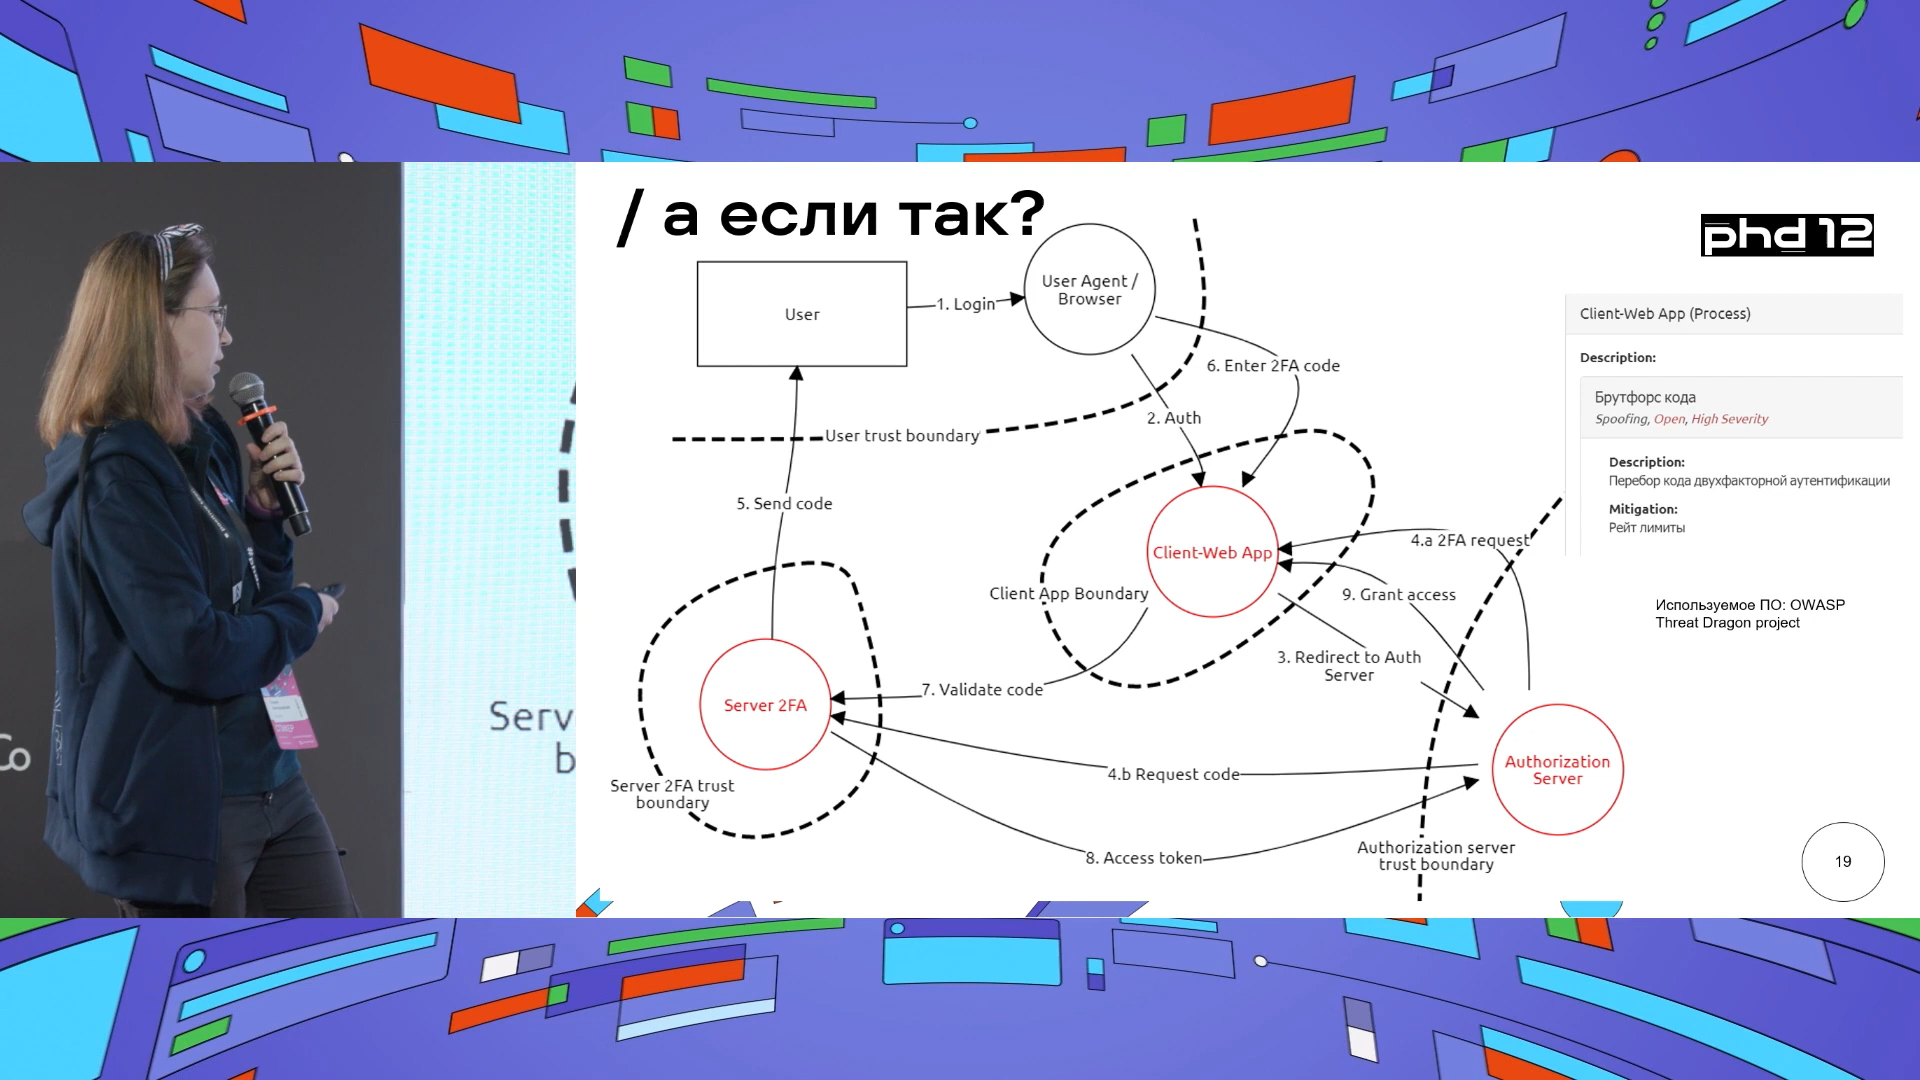 / а если так?
phd 12
User
1. Login
User Agent /
Browser
6. Enter 2FA code
2. Auth
User trust boundary
5. Send code
Client-Web App
4.a 2FA request
Client App Boundary
9. Grant access
3. Redirect to Auth
Server
7. Validate code
Server 2FA
4.b Request code
Authorization
Server
Server 2FA trust
boundary
8. Access token
Authorization server
trust boundary
Client-Web App (Process)
Description:
Брутфорс кода
Spoofing, Open, High Severity
Description:
Перебор кода двухфакторной аутентификации
Mitigation:
Рейт лимиты
Используемое ПО: OWASP
Threat Dragon project
19
Serv
b
Co